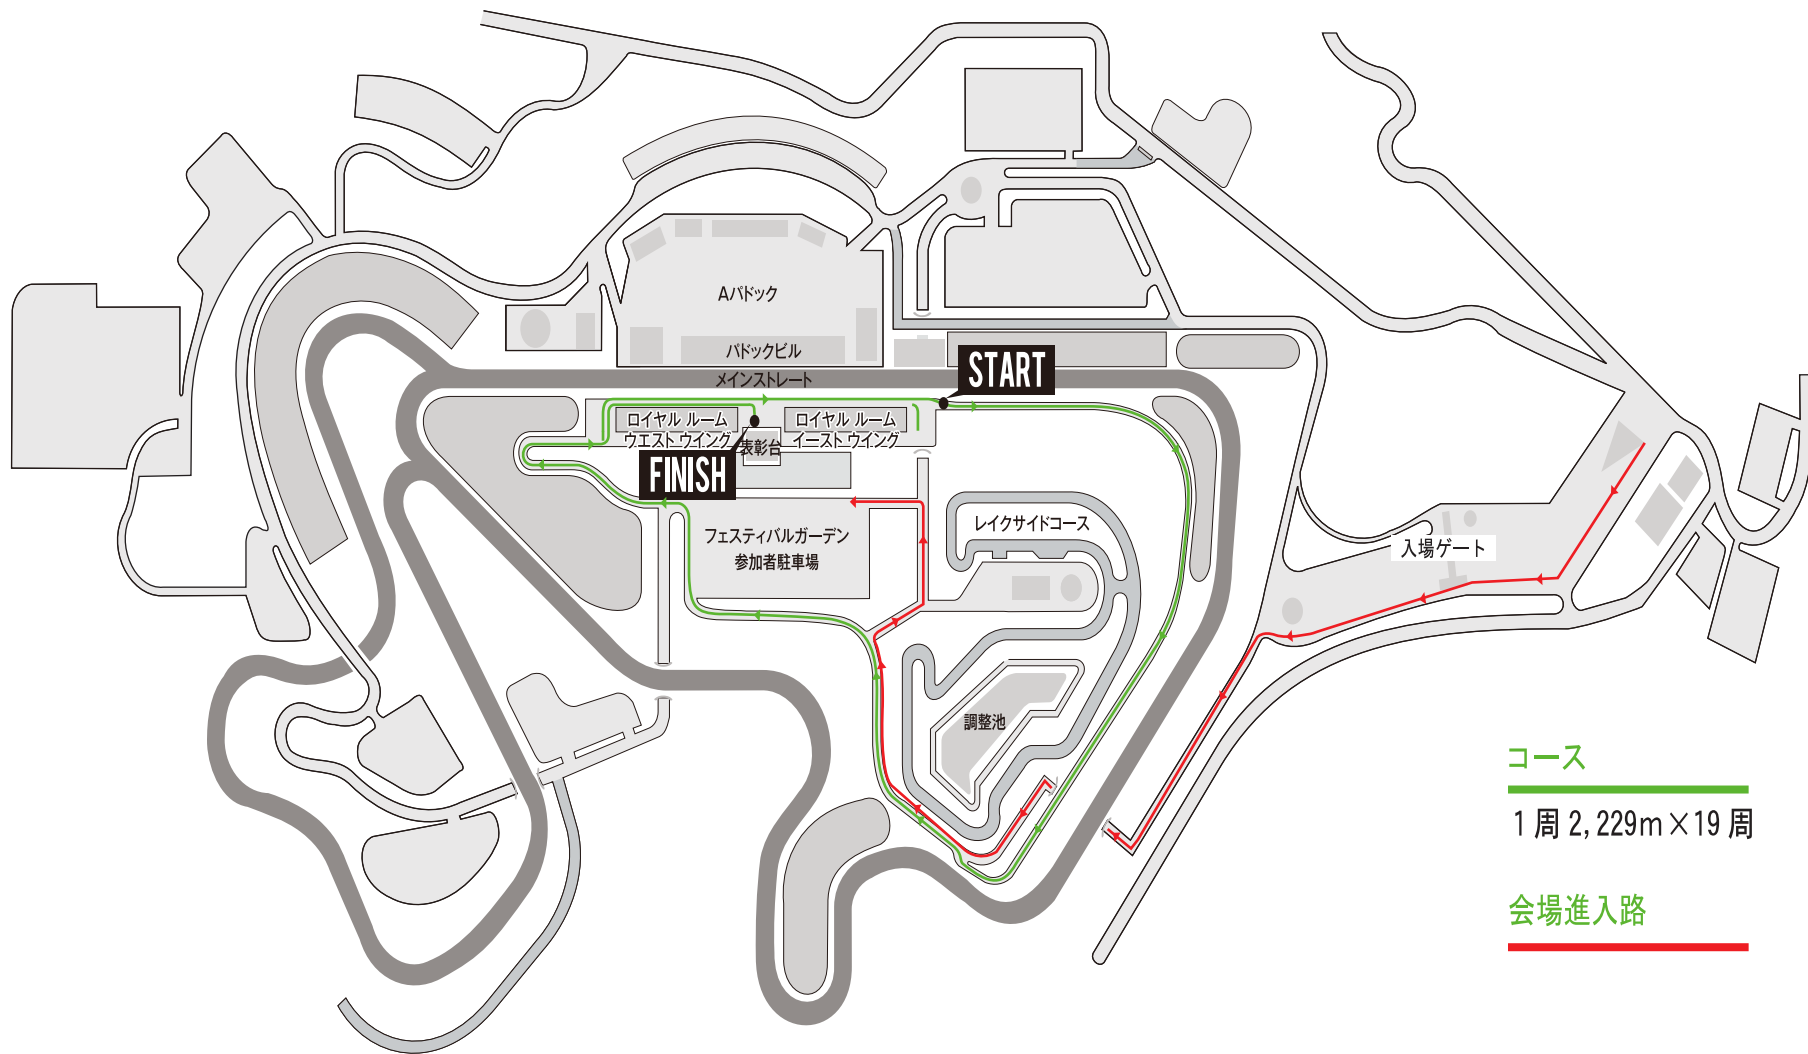 Aパドック
パドックビル
メインストレート
START
ロイヤル ルーム
ウエスト ウイング
ロイヤル ルーム
イースト ウイング
表彰台
FINISH
フェスティバルガーデン
参加者駐車場
レイクサイドコース
入場ゲート
調整池
コース
1周2,229m×19周
会場進入路